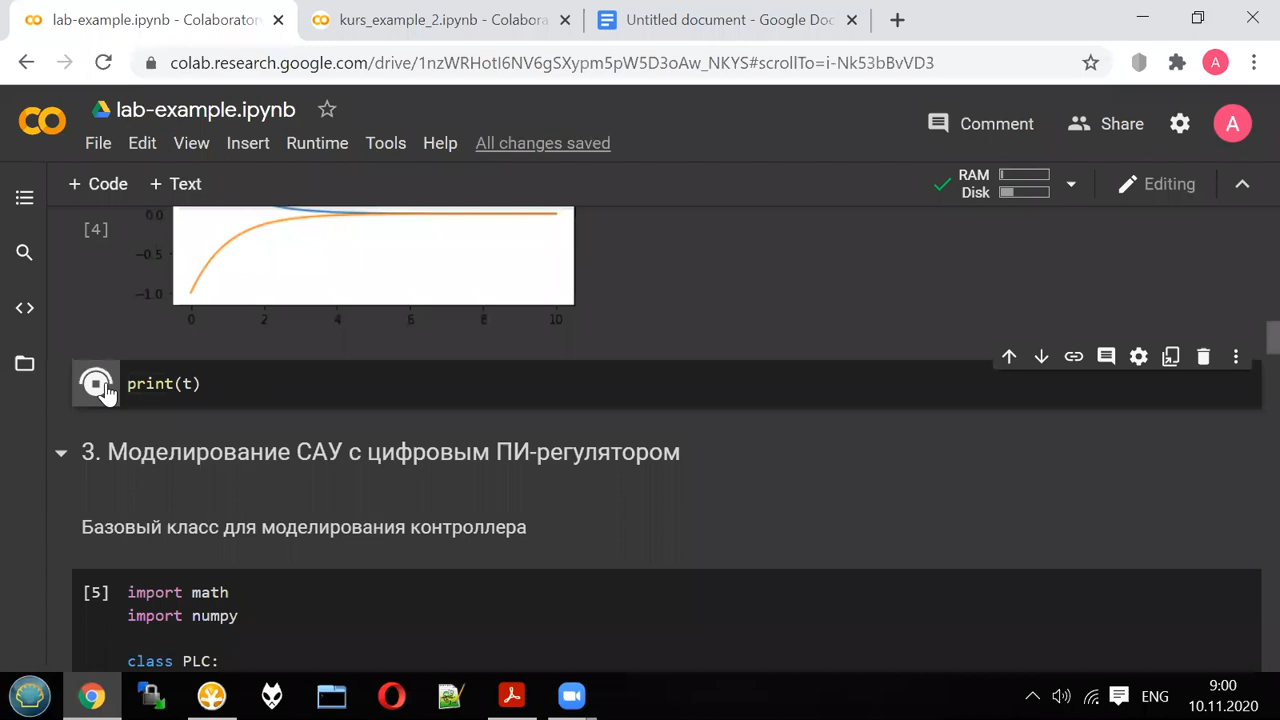 lab-example.ipynb - Colaborator
kurs_example_2.ipynb - Colabora
Untitled document - Google Doc
colab.research.google.com/drive/1nzWRHotI6NV6gSXypm5pW5D3oAw_NKYS#scrollTo=i-Nk53bBvVD3
A
lab-example.ipynb
File Edit View Insert Runtime Tools Help All changes saved
Comment Share A
+ Code + Text
RAM
Disk
Editing
[4]
0.0
−0.5
−1.0
0 2 4 6 8 10
print(t)
3. Моделирование САУ с цифровым ПИ-регулятором
Базовый класс для моделирования контроллера
[5] import math
import numpy
class PLC:
ENG
9:00
10.11.2020